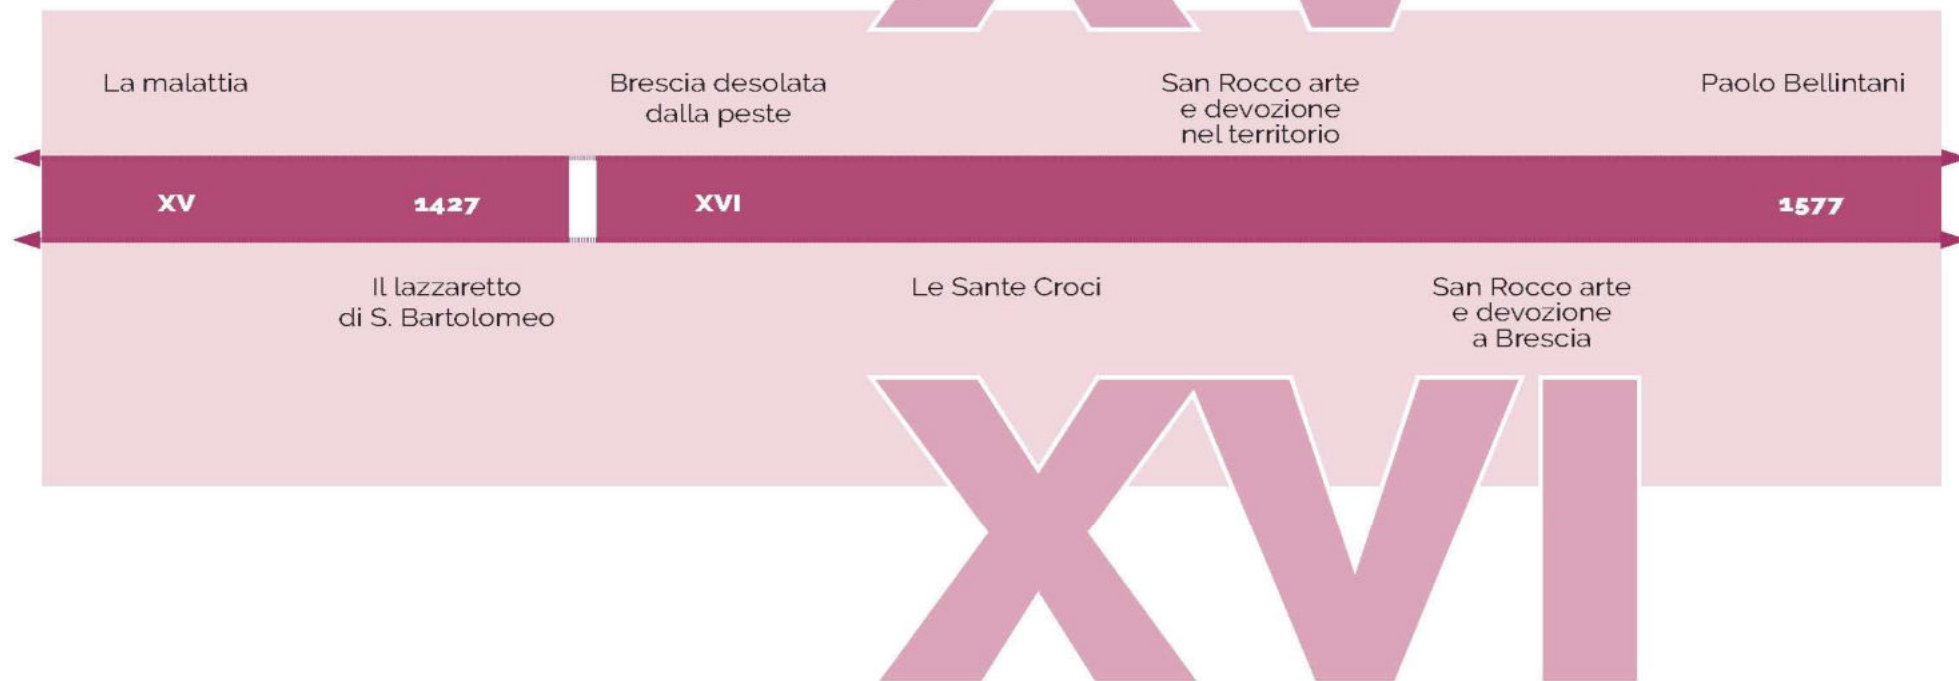 La malattia
Brescia desolata
dalla peste
San Rocco arte
e devozione
nel territorio
Paolo Bellintani
XV
1427
XVI
1577
Il lazzaretto
di S. Bartolomeo
Le Sante Croci
San Rocco arte
e devozione
a Brescia
XVI